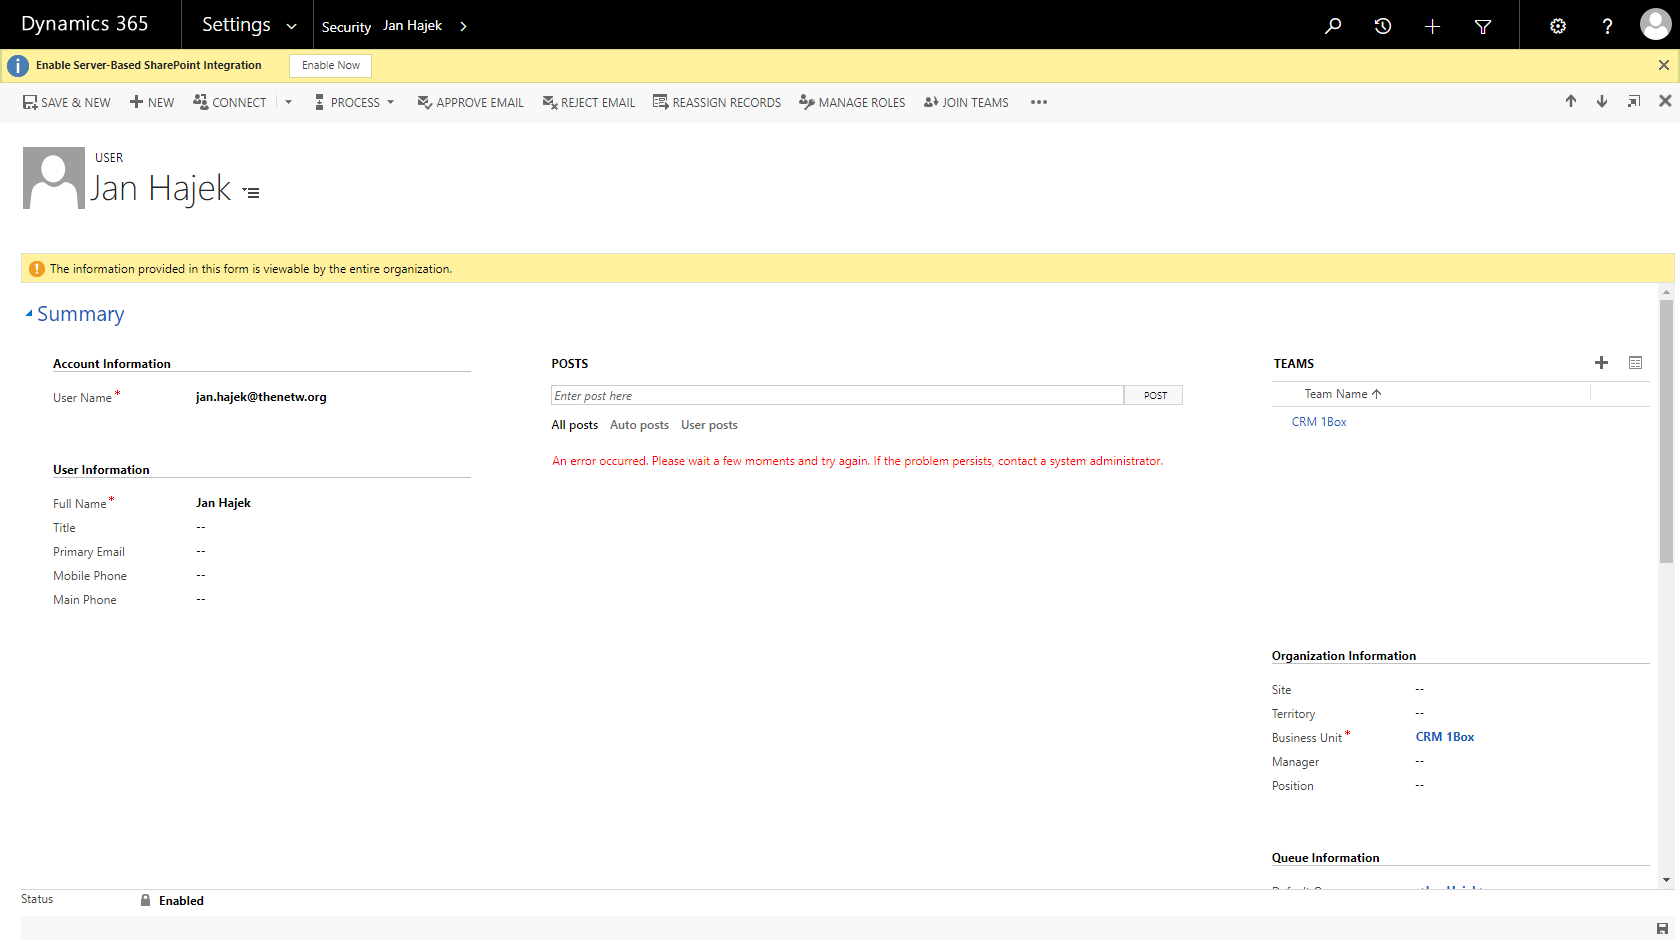 Dynamics 365 Settings Security Jan Hajek
Enable Server-Based SharePoint Integration Enable Now
SAVE & NEW NEW CONNECT PROCESS APPROVE EMAIL REJECT EMAIL REASSIGN RECORDS MANAGE ROLES JOIN TEAMS
USER
Jan Hajek
The information provided in this form is viewable by the entire organization.
Summary
Account Information
User Name* jan.hajek@thenetw.org
User Information
Full Name* Jan Hajek
Title --
Primary Email --
Mobile Phone --
Main Phone --
POSTS
Enter post here POST
All posts Auto posts User posts
An error occurred. Please wait a few moments and try again. If the problem persists, contact a system administrator.
TEAMS
Team Name
CRM 1Box
Organization Information
Site --
Territory --
Business Unit* CRM 1Box
Manager --
Position --
Queue Information
Status Enabled